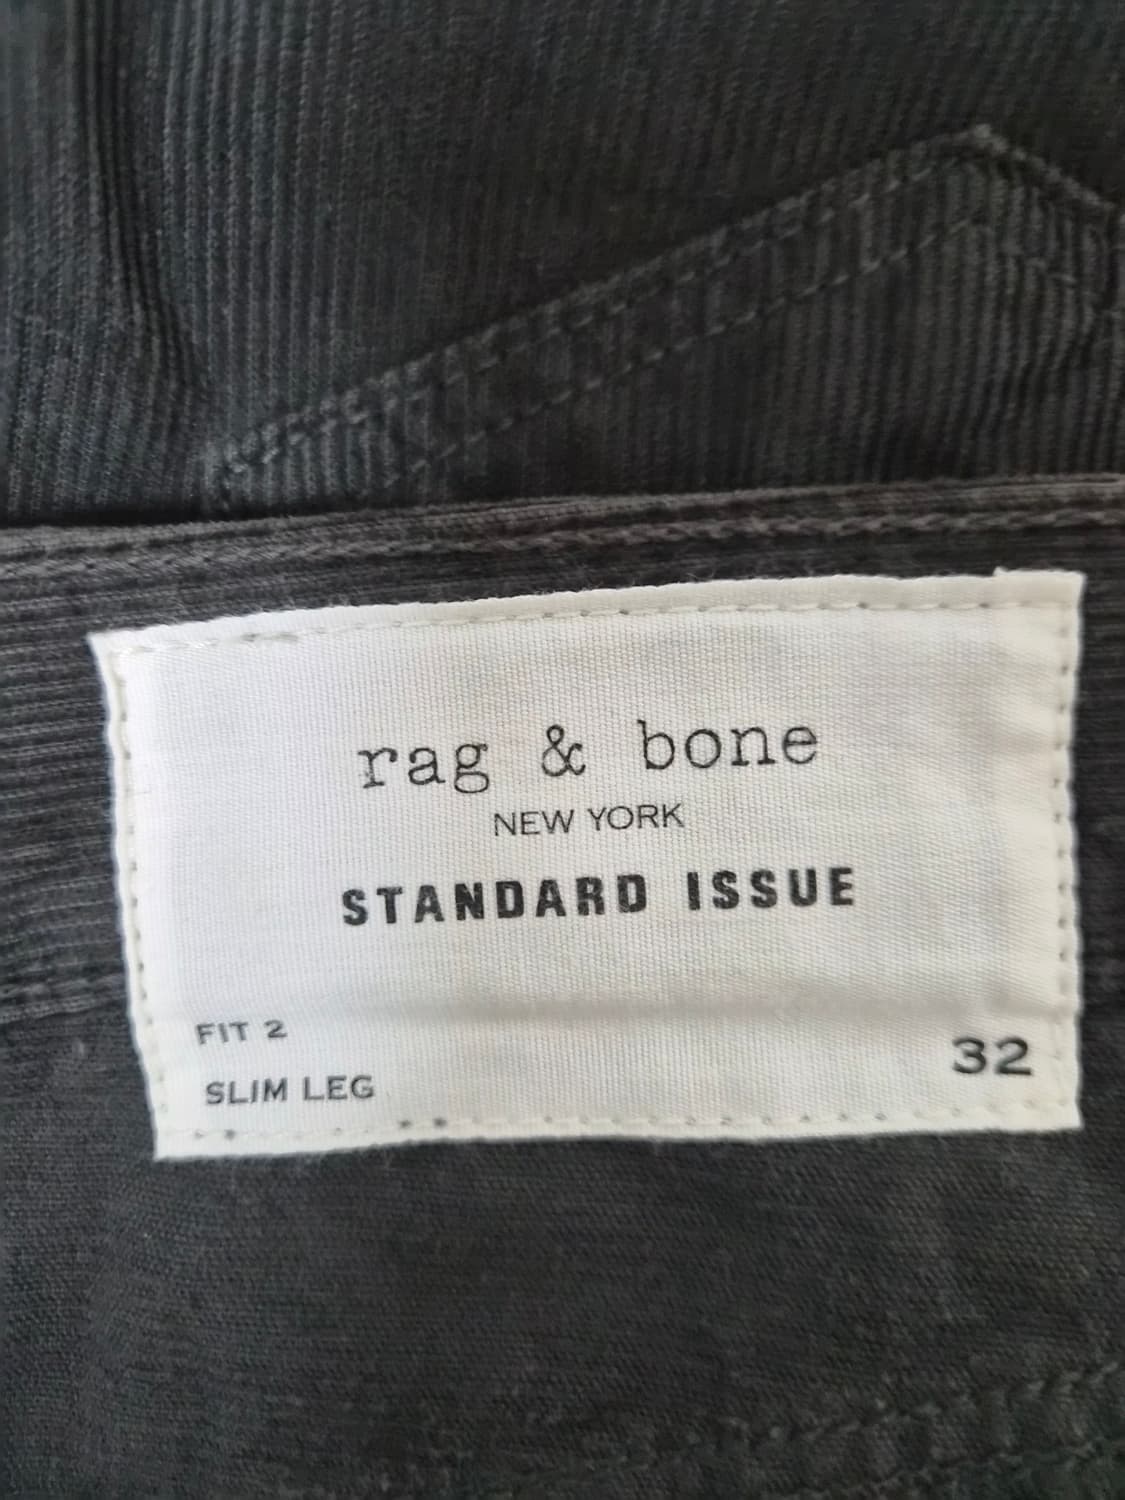 rag & bone
NEW YORK
STANDARD ISSUE
FIT 2
SLIM LEG
32